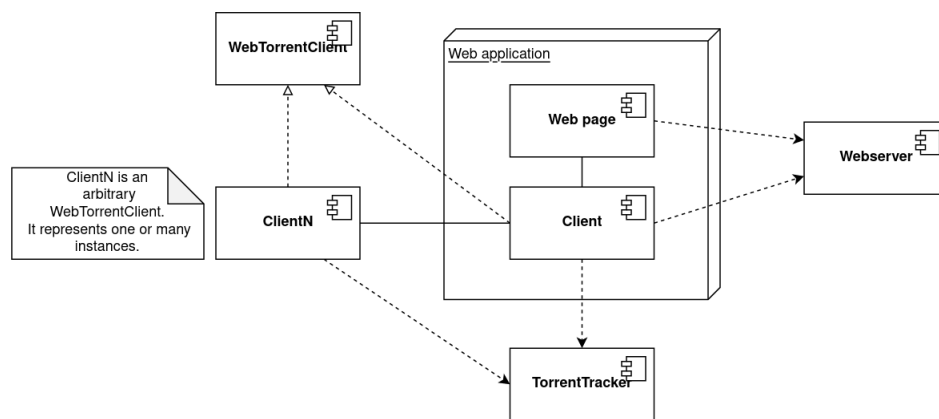 WebTorrentClient
Web application
Web page
Webserver
ClientN is an
arbitrary
WebTorrentClient.
It represents one or many
instances.
ClientN
Client
TorrentTracker